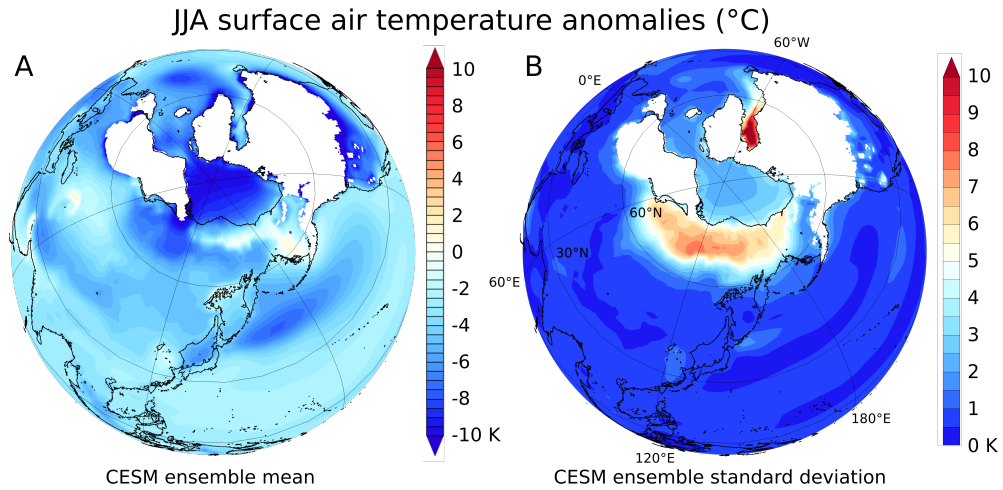 JJA surface air temperature anomalies (°C)
A
10
8
6
4
2
0
-2
-4
-6
-8
-10 K
CESM ensemble mean
B
60°W
0°E
60°N
30°N
60°E
180°E
120°E
10
9
8
7
6
5
4
3
2
1
0 K
CESM ensemble standard deviation